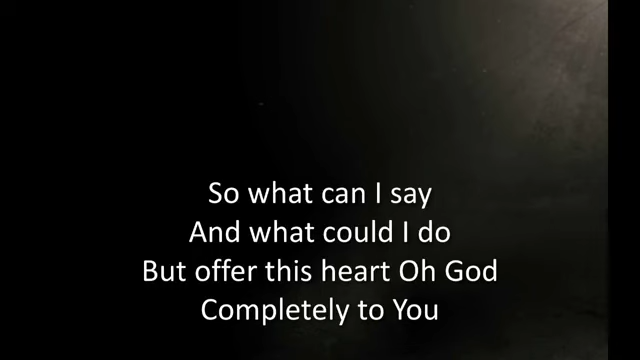 So what can I say
And what could I do
But offer this heart Oh God
Completely to You